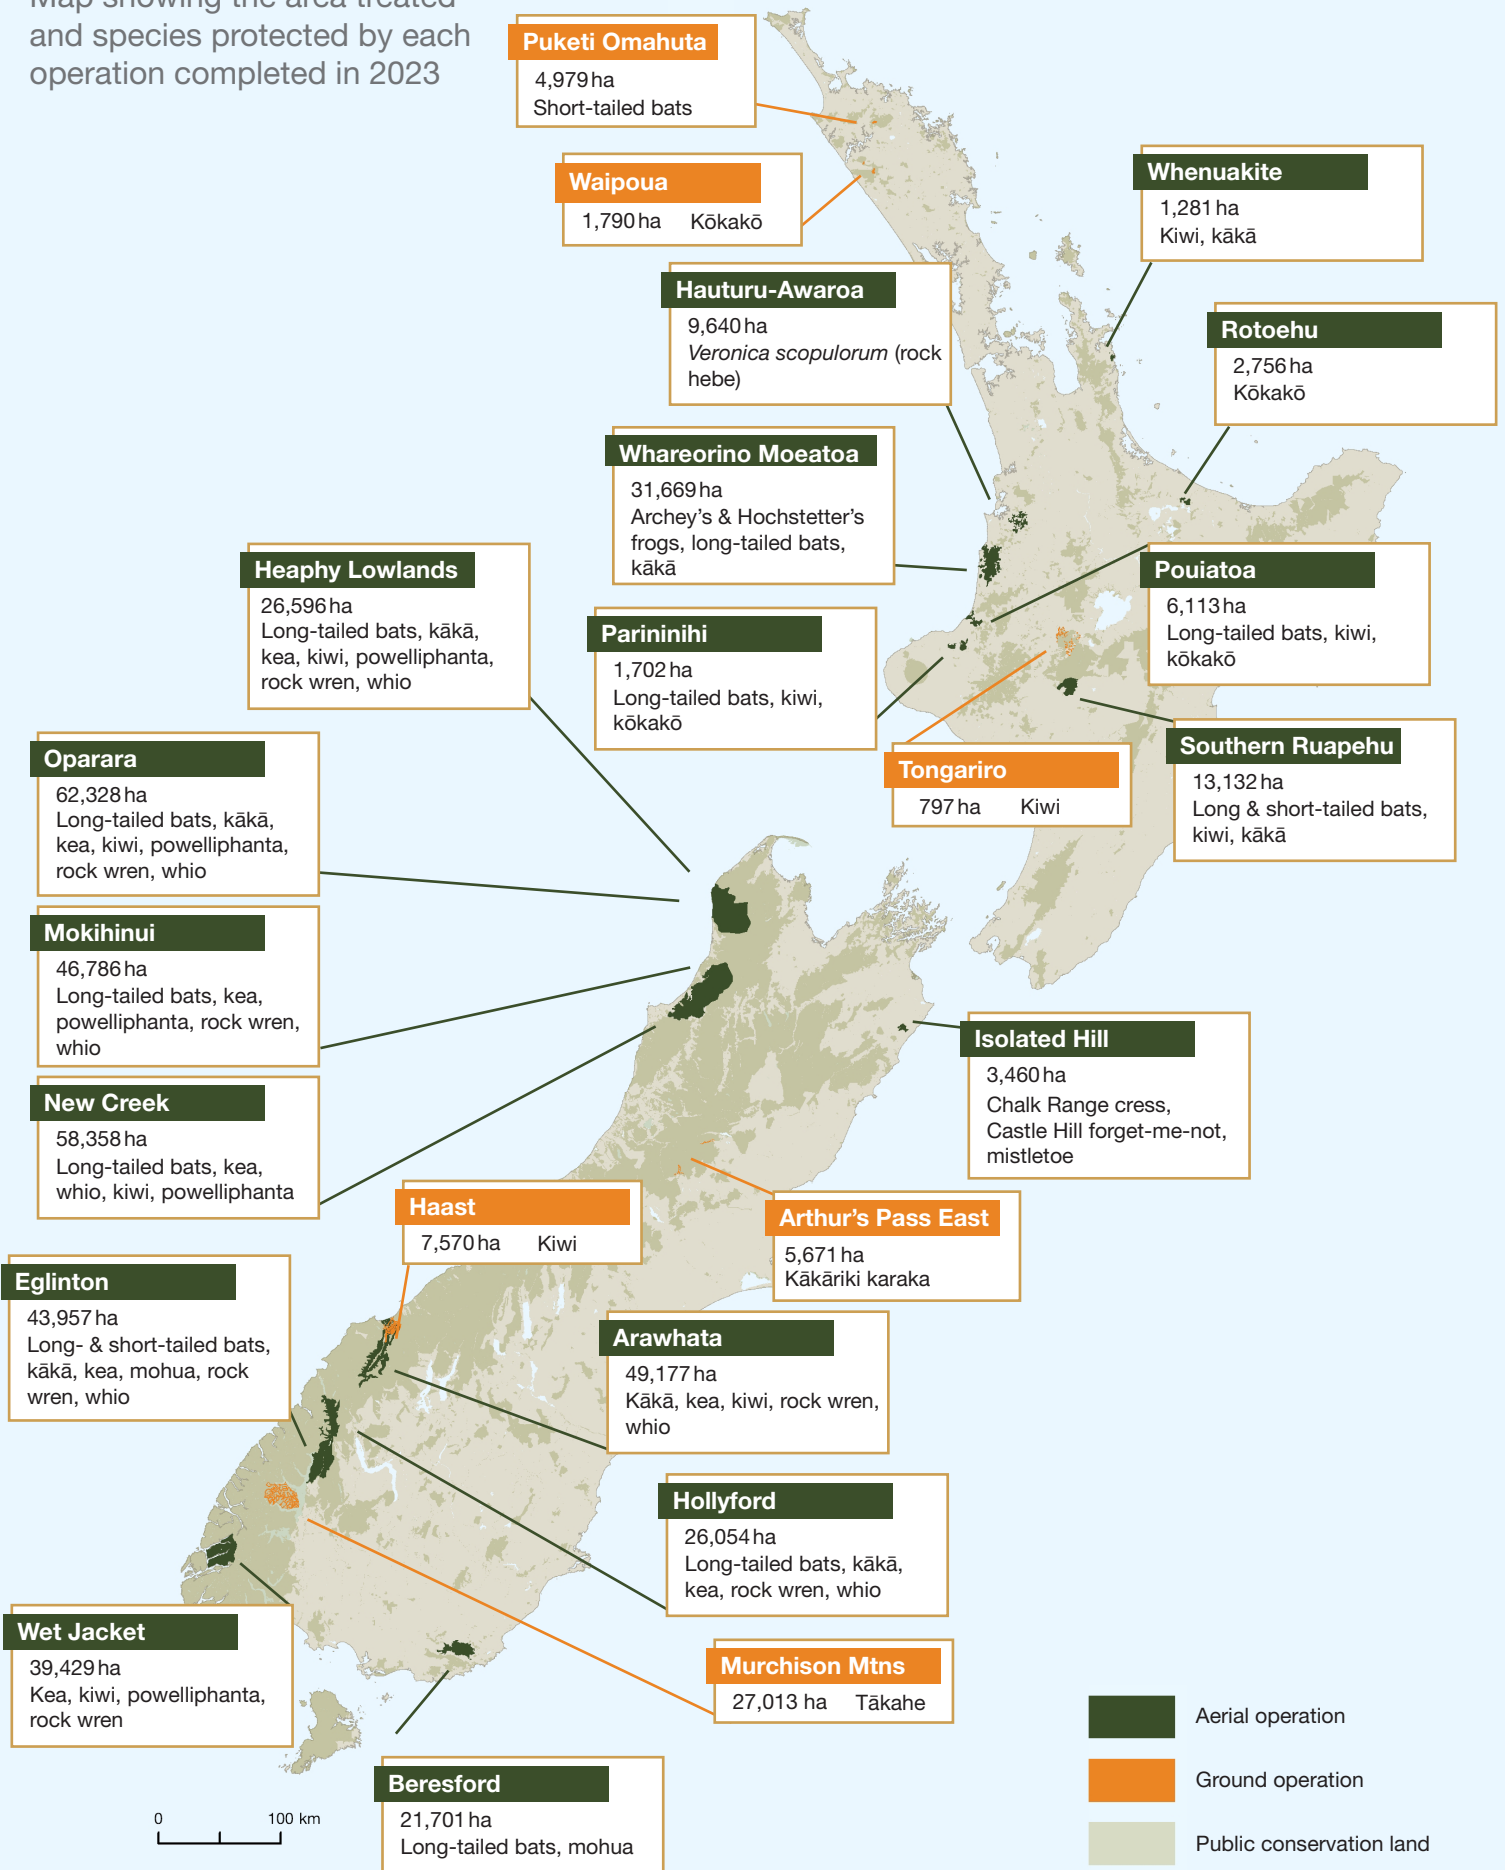 Map showing the area treated
and species protected by each
operation completed in 2023
Puketi Omahuta
4,979 ha
Short-tailed bats
Waipoua
1,790 ha Kōkakō
Whenuakite
1,281 ha
Kiwi, kākā
Hauturu-Awaroa
9,640 ha
Veronica scopulorum (rock
hebe)
Rotoehu
2,756 ha
Kōkakō
Whareorino Moeatoa
31,669 ha
Archey's & Hochstetter's
frogs, long-tailed bats,
kākā
Heaphy Lowlands
26,596 ha
Long-tailed bats, kākā,
kea, kiwi, powelliphanta,
rock wren, whio
Pouiatoa
6,113 ha
Long-tailed bats, kiwi,
kōkakō
Parininihi
1,702 ha
Long-tailed bats, kiwi,
kōkakō
Oparara
62,328 ha
Long-tailed bats, kākā,
kea, kiwi, powelliphanta,
rock wren, whio
Tongariro
797 ha Kiwi
Southern Ruapehu
13,132 ha
Long & short-tailed bats,
kiwi, kākā
Mokihinui
46,786 ha
Long-tailed bats, kea,
powelliphanta, rock wren,
whio
New Creek
58,358 ha
Long-tailed bats, kea,
whio, kiwi, powelliphanta
Isolated Hill
3,460 ha
Chalk Range cress,
Castle Hill forget-me-not,
mistletoe
Haast
7,570 ha Kiwi
Arthur's Pass East
5,671 ha
Kākāriki karaka
Eglinton
43,957 ha
Long- & short-tailed bats,
kākā, kea, mohua, rock
wren, whio
Arawhata
49,177 ha
Kākā, kea, kiwi, rock wren,
whio
Hollyford
26,054 ha
Long-tailed bats, kākā,
kea, rock wren, whio
Wet Jacket
39,429 ha
Kea, kiwi, powelliphanta,
rock wren
Murchison Mtns
27,013 ha Tākahe
Beresford
21,701 ha
Long-tailed bats, mohua
0 100 km
Aerial operation
Ground operation
Public conservation land